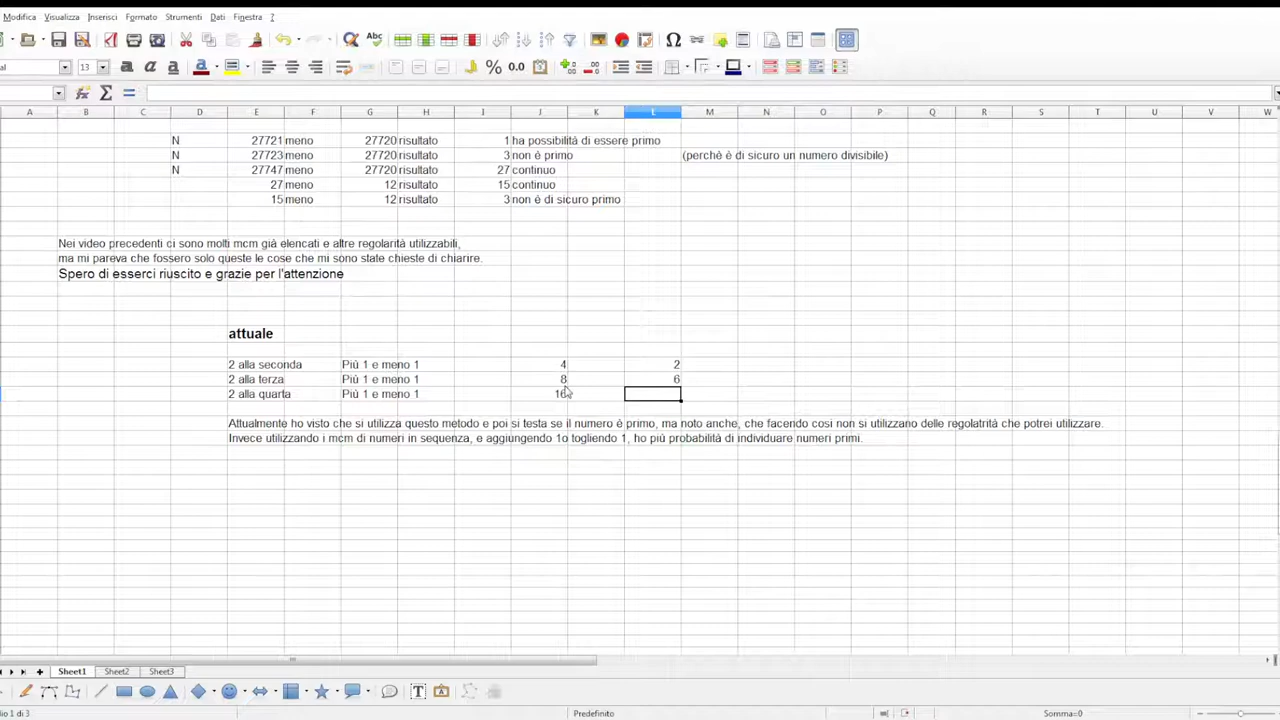 Modifica Visualizza Inserisci Formato Strumenti Dati Finestra ?
al 13
A B C D E F G H I J K L M N O P Q R S T U V W
N 27721 meno 27720 risultato 1 ha possibilità di essere primo
N 27723 meno 27720 risultato 3 non è primo (perchè è di sicuro un numero divisibile)
N 27747 meno 27720 risultato 27 continuo
27 meno 12 risultato 15 continuo
15 meno 12 risultato 3 non è di sicuro primo
Nei video precedenti ci sono molti mcm già elencati e altre regolarità utilizzabili,
ma mi pareva che fossero solo queste le cose che mi sono state chieste di chiarire.
Spero di esserci riuscito e grazie per l'attenzione
attuale
2 alla seconda Più 1 e meno 1 4 2
2 alla terza Più 1 e meno 1 8 6
2 alla quarta Più 1 e meno 1 16
Attualmente ho visto che si utilizza questo metodo e poi si testa se il numero è primo, ma noto anche, che facendo cosi non si utilizzano delle regolatrità che potrei utilizzare.
Invece utilizzando i mcm di numeri in sequenza, e aggiungendo 1o togliendo 1, ho più probabilità di individuare numeri primi.
Sheet1 Sheet2 Sheet3
lio 1 di 3 Predefinito Somma=0